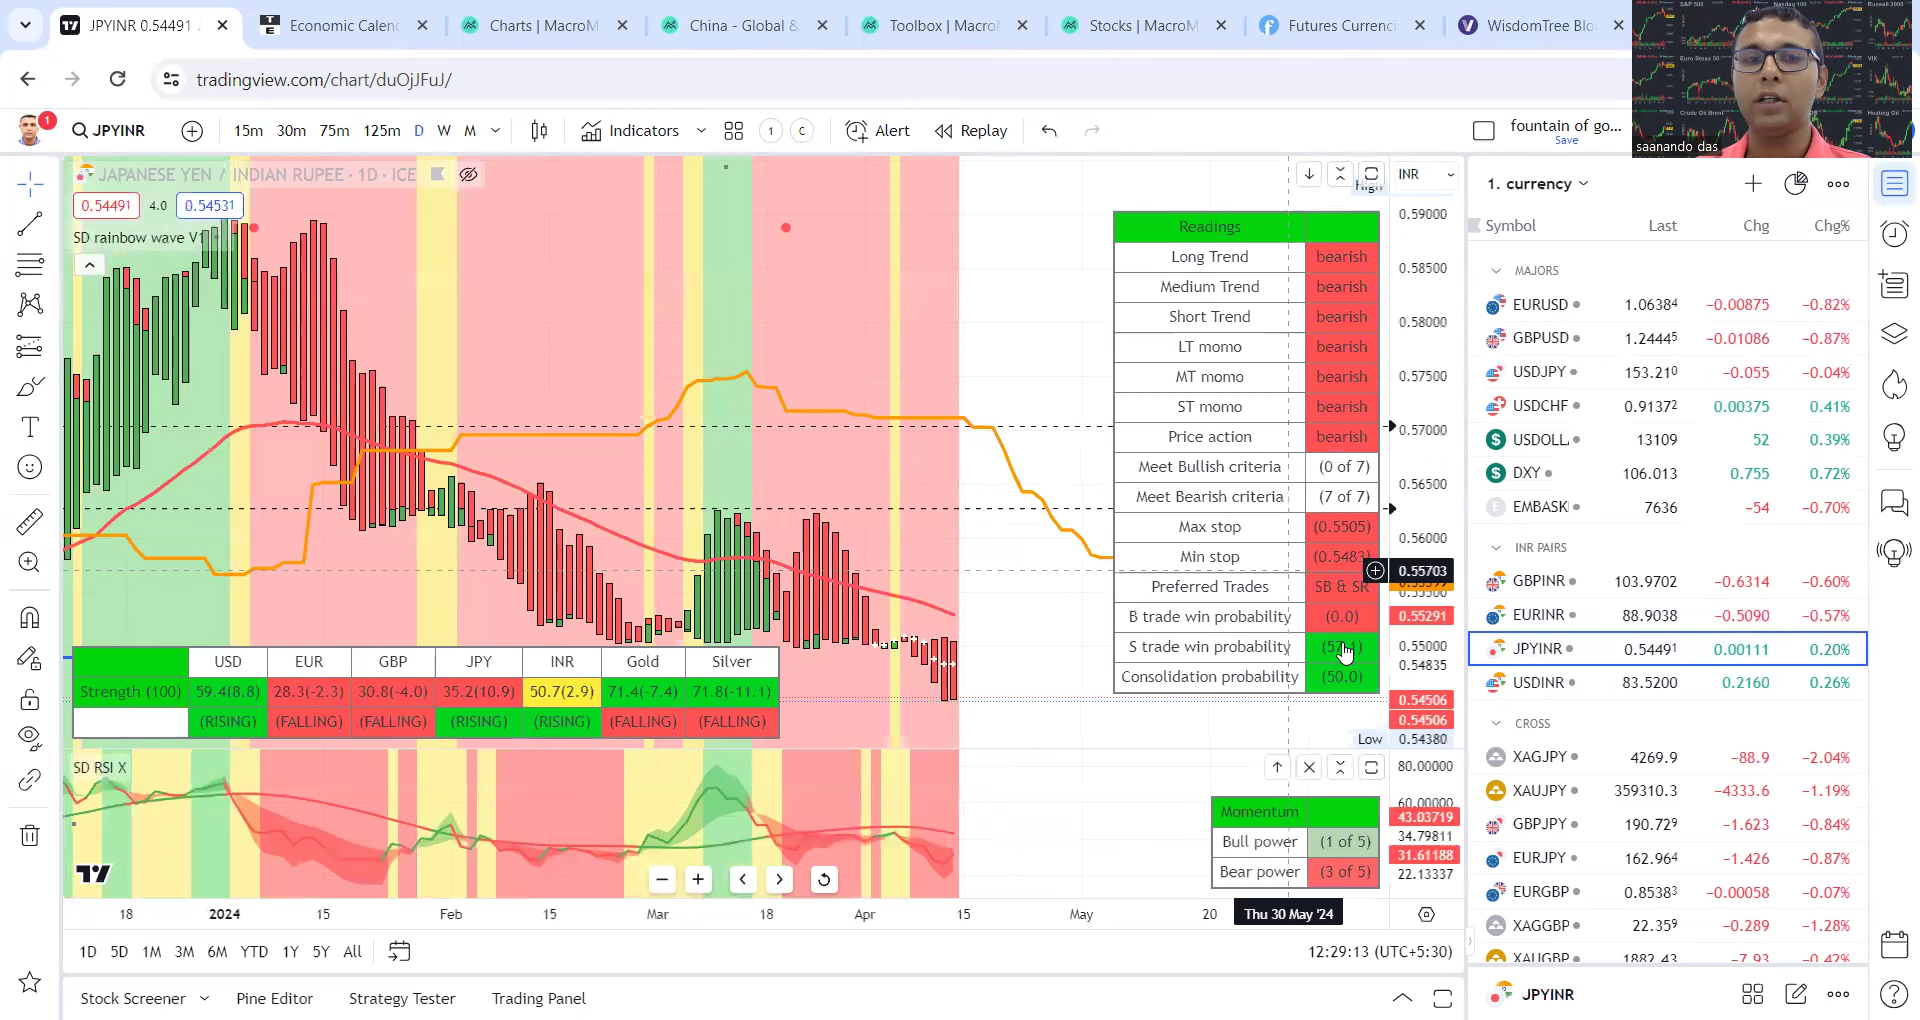 JPYINR 0.54491
Economic Calen
Charts | MacroM
China - Global &
Toolbox | Macro
Stocks | MacroM
Futures Currenci
WisdomTree Blo
tradingview.com/chart/duOjJFuJ/
1
JPYINR
15m 30m 75m 125m D W M
Indicators
1 C
Alert
Replay
fountain of go...
Save
S&P 500
saanando das
JAPANESE YEN / INDIAN RUPEE · 1D · ICE
0.54491 4.0 0.54531
SD rainbow wave V1
INR
High
0.59000
0.58500
0.58000
0.57500
0.57000
0.56500
0.56000
0.55703
0.55291
0.55000
0.54835
0.54506
0.54506
Low 0.54380
Readings
Long Trend bearish
Medium Trend bearish
Short Trend bearish
LT momo bearish
MT momo bearish
ST momo bearish
Price action bearish
Meet Bullish criteria (0 of 7)
Meet Bearish criteria (7 of 7)
Max stop (0.5505)
Min stop (0.5483)
Preferred Trades SB & SR
B trade win probability (0.0)
S trade win probability
Consolidation probability (50.0)
USD EUR GBP JPY INR Gold Silver
Strength (100) 59.4(8.8) 28.3(-2.3) 30.8(-4.0) 35.2(10.9) 50.7(2.9) 71.4(-7.4) 71.8(-11.1)
(RISING) (FALLING) (FALLING) (RISING) (RISING) (FALLING) (FALLING)
SD RSI X
80.00000
60.00000
43.03719
34.79811
31.61188
22.13337
Momentum
Bull power (1 of 5)
Bear power (3 of 5)
18 2024 15 Feb 15 Mar 18 Apr 15 May 20 Thu 30 May '24
1D 5D 1M 3M 6M YTD 1Y 5Y All
12:29:13 (UTC+5:30)
Stock Screener Pine Editor Strategy Tester Trading Panel
1. currency
Symbol Last Chg Chg%
MAJORS
EURUSD 1.06384 −0.00875 −0.82%
GBPUSD 1.24445 −0.01086 −0.87%
USDJPY 153.210 −0.055 −0.04%
USDCHF 0.91372 0.00375 0.41%
USDOLL 13109 52 0.39%
DXY 106.013 0.755 0.72%
EMBASK 7636 −54 −0.70%
INR PAIRS
GBPINR 103.9702 −0.6314 −0.60%
EURINR 88.9038 −0.5090 −0.57%
JPYINR 0.54491 0.00111 0.20%
USDINR 83.5200 0.2160 0.26%
CROSS
XAGJPY 4269.9 −88.9 −2.04%
XAUJPY 359310.3 −4333.6 −1.19%
GBPJPY 190.729 −1.623 −0.84%
EURJPY 162.964 −1.426 −0.87%
EURGBP 0.85383 −0.00058 −0.07%
XAGGBP 22.359 −0.289 −1.28%
XAUGBP 1882.43 −7.93 −0.42%
JPYINR